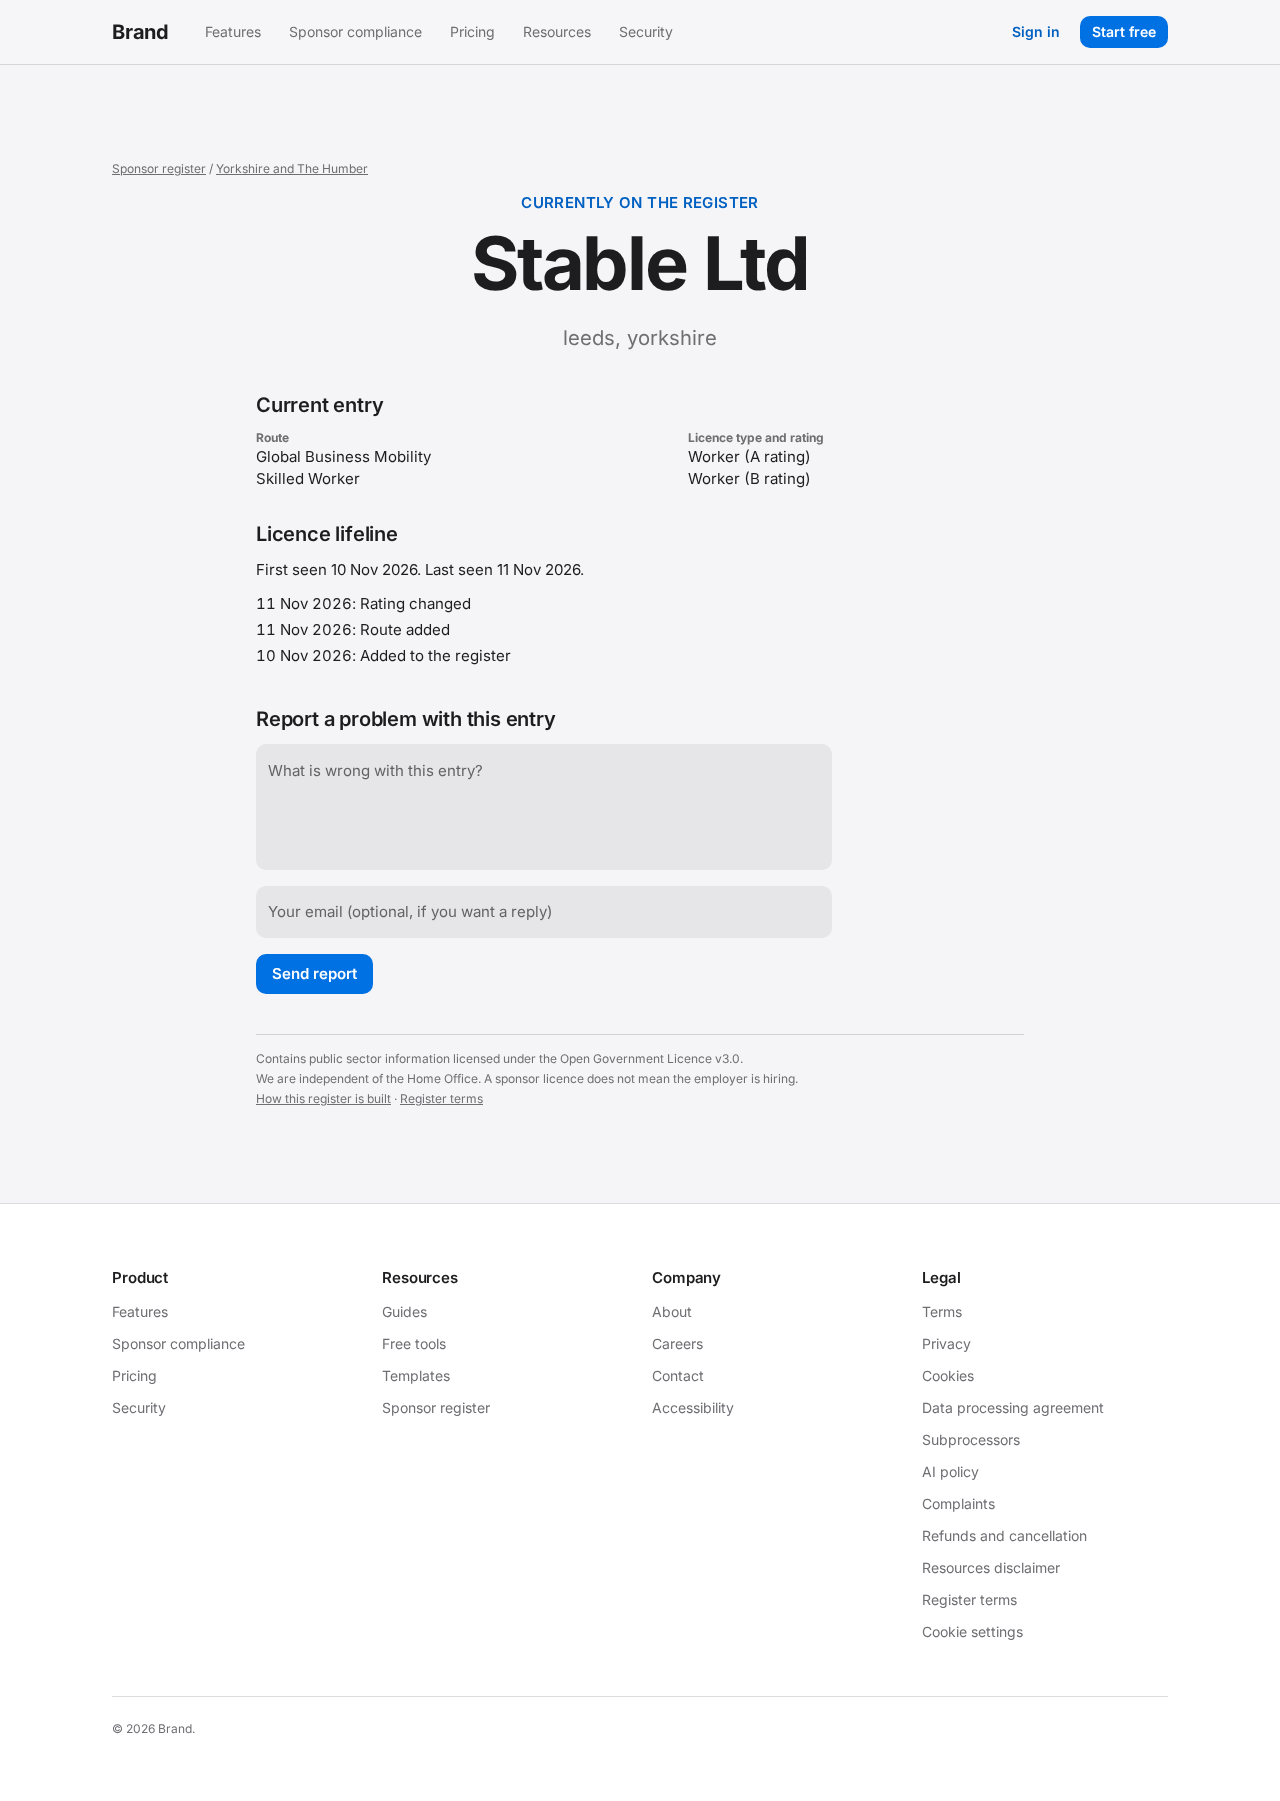 Brand
Features
Sponsor compliance
Pricing
Resources
Security
Sign in
Start free
Sponsor register / Yorkshire and The Humber
CURRENTLY ON THE REGISTER
Stable Ltd
leeds, yorkshire
Current entry
Route
Licence type and rating
Global Business Mobility
Worker (A rating)
Skilled Worker
Worker (B rating)
Licence lifeline
First seen 10 Nov 2026. Last seen 11 Nov 2026.
11 Nov 2026: Rating changed
11 Nov 2026: Route added
10 Nov 2026: Added to the register
Report a problem with this entry
What is wrong with this entry?
Your email (optional, if you want a reply)
Send report
Contains public sector information licensed under the Open Government Licence v3.0.
We are independent of the Home Office. A sponsor licence does not mean the employer is hiring.
How this register is built · Register terms
Product
Features
Sponsor compliance
Pricing
Security
Resources
Guides
Free tools
Templates
Sponsor register
Company
About
Careers
Contact
Accessibility
Legal
Terms
Privacy
Cookies
Data processing agreement
Subprocessors
AI policy
Complaints
Refunds and cancellation
Resources disclaimer
Register terms
Cookie settings
© 2026 Brand.